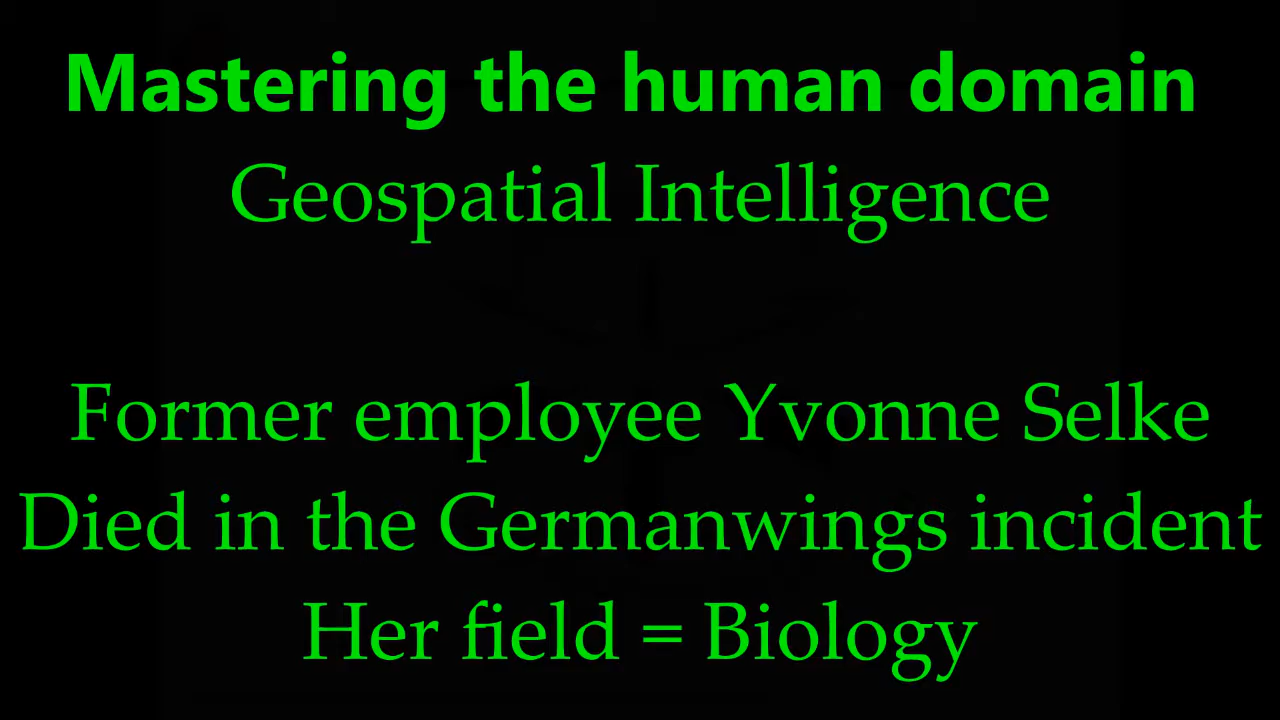 Mastering the human domain
Geospatial Intelligence
Former employee Yvonne Selke
Died in the Germanwings incident
Her field = Biology